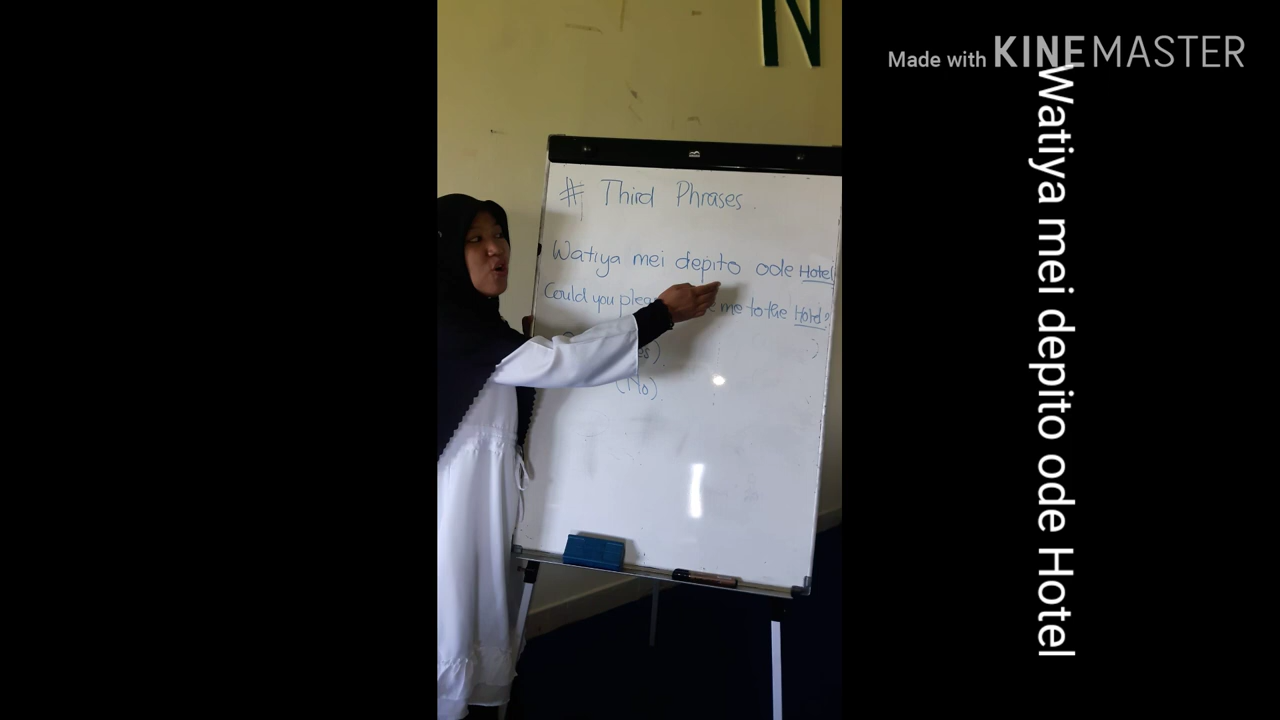 Made with KINEMASTER
N
# Third Phrases.
Watiya mei depito ode Hotel
Could you me to the Hotel?
(No)
Watiya mei depito ode Hotel